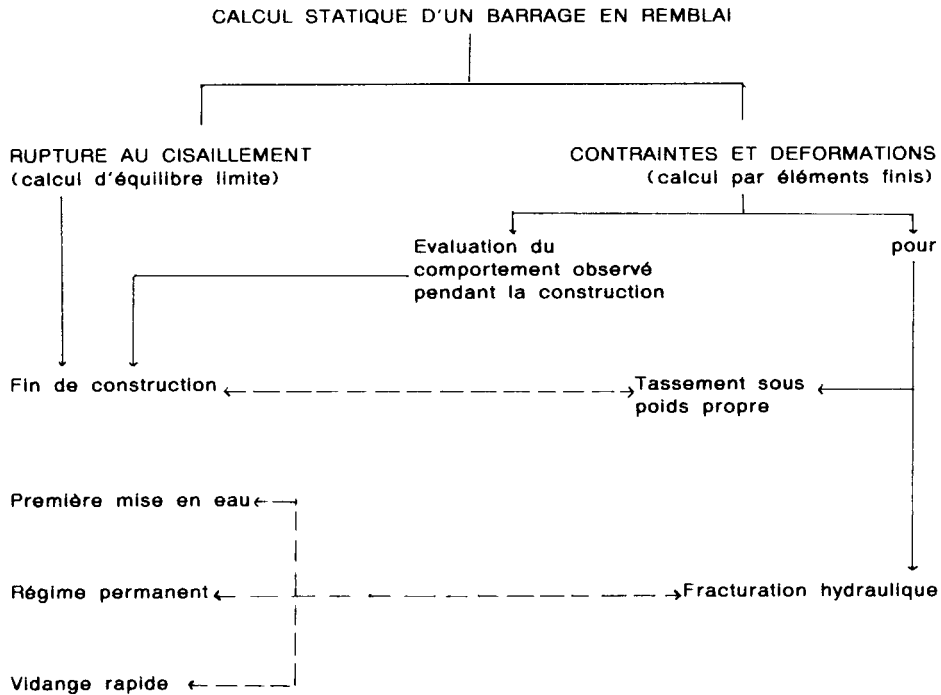 CALCUL STATIQUE D'UN BARRAGE EN REMBLAI
RUPTURE AU CISAILLEMENT
(calcul d'équilibre limite)
CONTRAINTES ET DEFORMATIONS
(calcul par éléments finis)
Evaluation du
comportement observé
pendant la construction
pour
Fin de construction
Tassement sous
poids propre
Première mise en eau
Régime permanent
Fracturation hydraulique
Vidange rapide